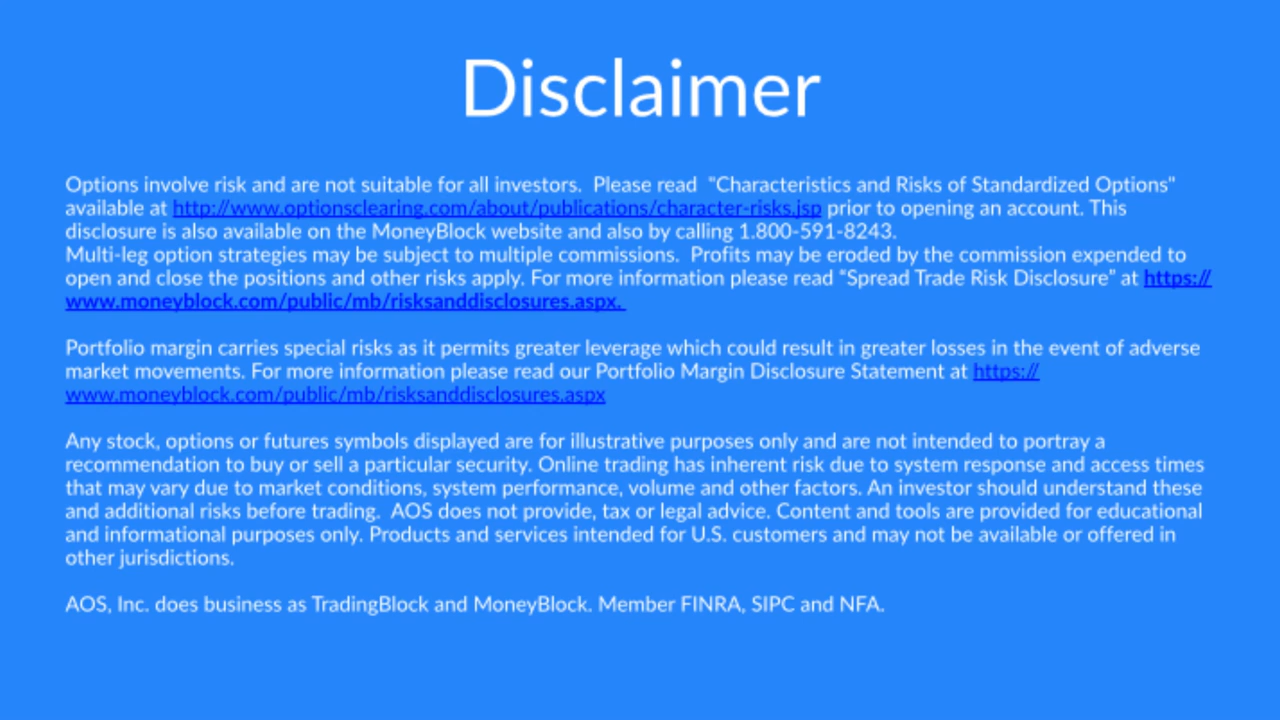 Disclaimer
Options involve risk and are not suitable for all investors.  Please read  "Characteristics and Risks of Standardized Options"
available at http://www.optionsclearing.com/about/publications/character-risks.jsp prior to opening an account. This
disclosure is also available on the MoneyBlock website and also by calling 1.800-591-8243.
Multi-leg option strategies may be subject to multiple commissions.  Profits may be eroded by the commission expended to
open and close the positions and other risks apply. For more information please read “Spread Trade Risk Disclosure” at https://
www.moneyblock.com/public/mb/risksanddisclosures.aspx.
Portfolio margin carries special risks as it permits greater leverage which could result in greater losses in the event of adverse
market movements. For more information please read our Portfolio Margin Disclosure Statement at https://
www.moneyblock.com/public/mb/risksanddisclosures.aspx
Any stock, options or futures symbols displayed are for illustrative purposes only and are not intended to portray a
recommendation to buy or sell a particular security. Online trading has inherent risk due to system response and access times
that may vary due to market conditions, system performance, volume and other factors. An investor should understand these
and additional risks before trading.  AOS does not provide, tax or legal advice. Content and tools are provided for educational
and informational purposes only. Products and services intended for U.S. customers and may not be available or offered in
other jurisdictions.
AOS, Inc. does business as TradingBlock and MoneyBlock. Member FINRA, SIPC and NFA.